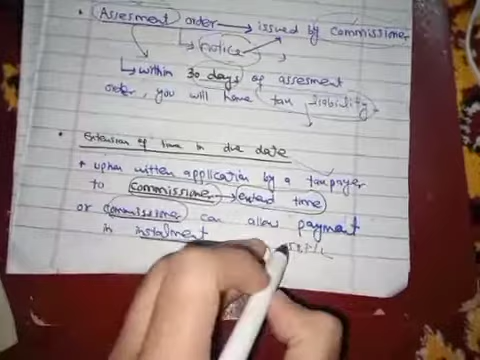 • Assesment order → issued by Commissioner
↳ notice
↳ within 30 days of assesment
order, you will have tax liability
• Extension of time in due date
* uphon written application by a taxpayer
to Commissioner → extend time
or commissioner can allow payment
in instalment